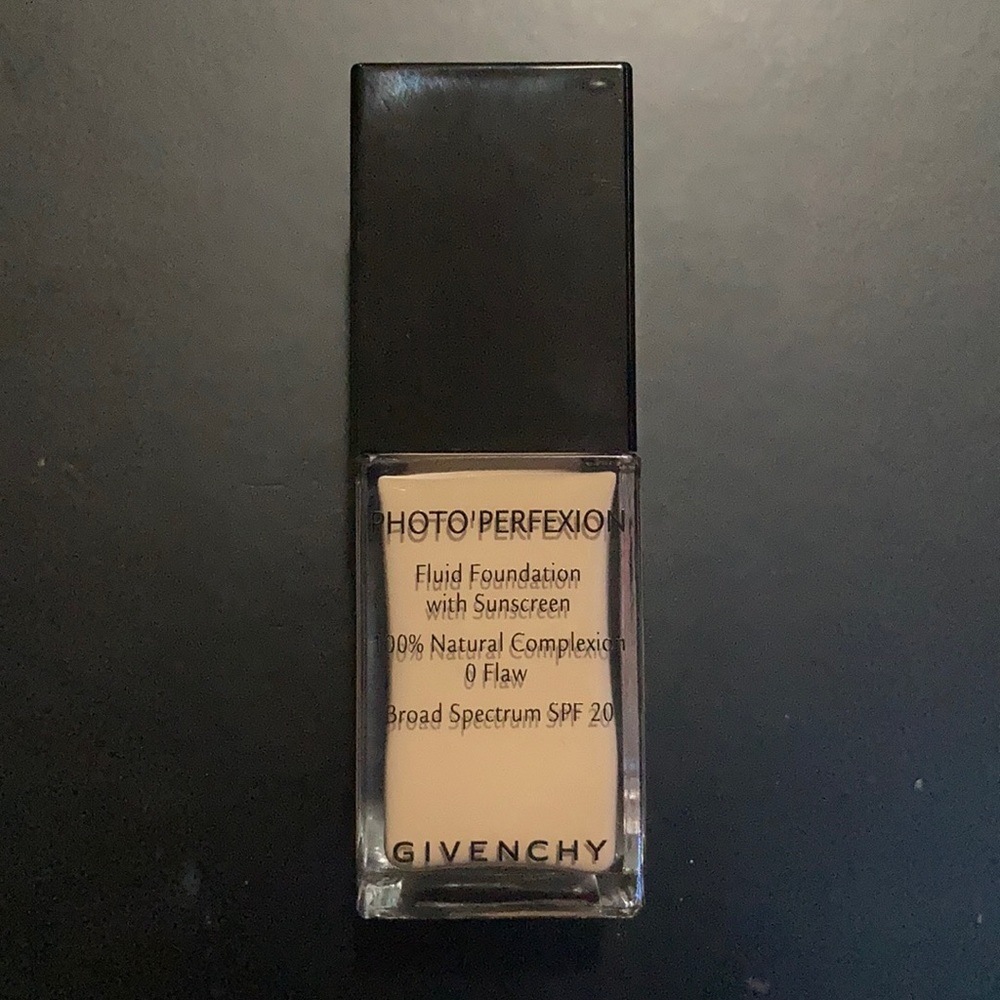 PHOTO'PERFEXION
Fluid Foundation
with Sunscreen
100% Natural Complexion
0 Flaw
Broad Spectrum SPF 20
GIVENCHY